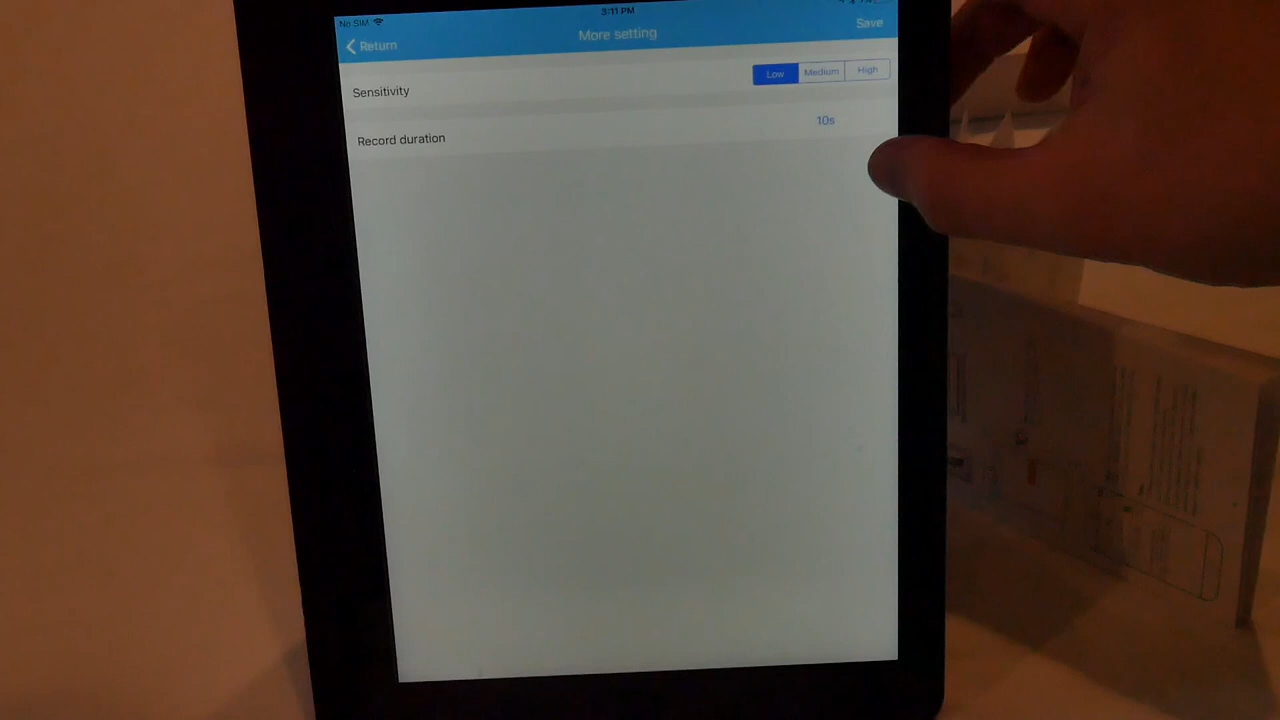 No SIM 3:11 PM
Return More setting Save
Sensitivity Low Medium High
Record duration 10s